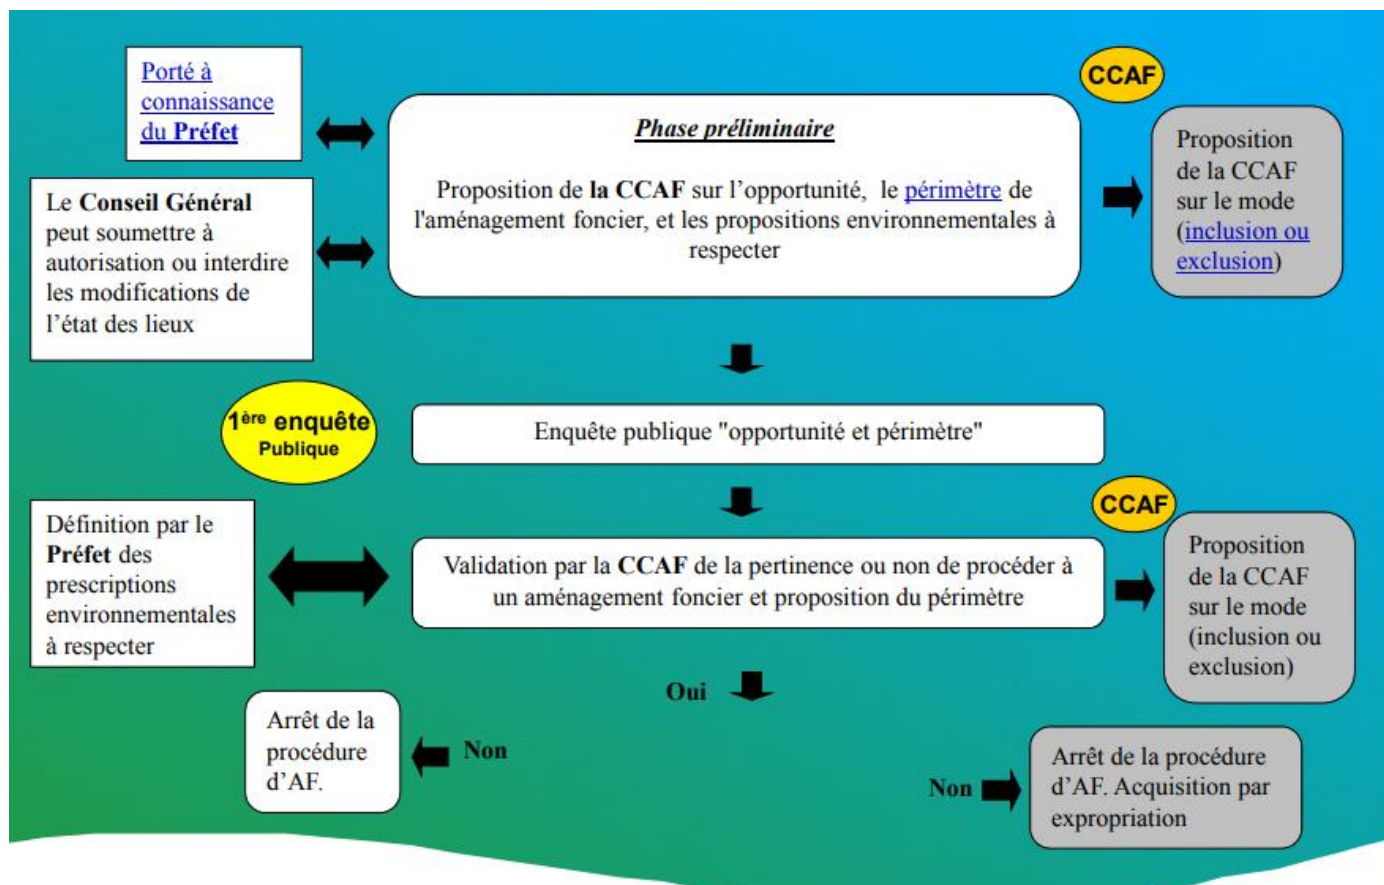 Porté à
connaissance
du Préfet
CCAF
Phase préliminaire
Proposition de la CCAF sur l'opportunité, le périmètre de
l'aménagement foncier, et les propositions environnementales à
respecter
Proposition
de la CCAF
sur le mode
(inclusion ou
exclusion)
Le Conseil Général
peut soumettre à
autorisation ou interdire
les modifications de
l'état des lieux
1ère enquête
Publique
Enquête publique "opportunité et périmètre"
Définition par le
Préfet des
prescriptions
environnementales
à respecter
Validation par la CCAF de la pertinence ou non de procéder à
un aménagement foncier et proposition du périmètre
CCAF
Proposition
de la CCAF
sur le mode
(inclusion ou
exclusion)
Oui
Arrêt de la
procédure
d'AF.
Non
Non
Arrêt de la procédure
d'AF. Acquisition par
expropriation